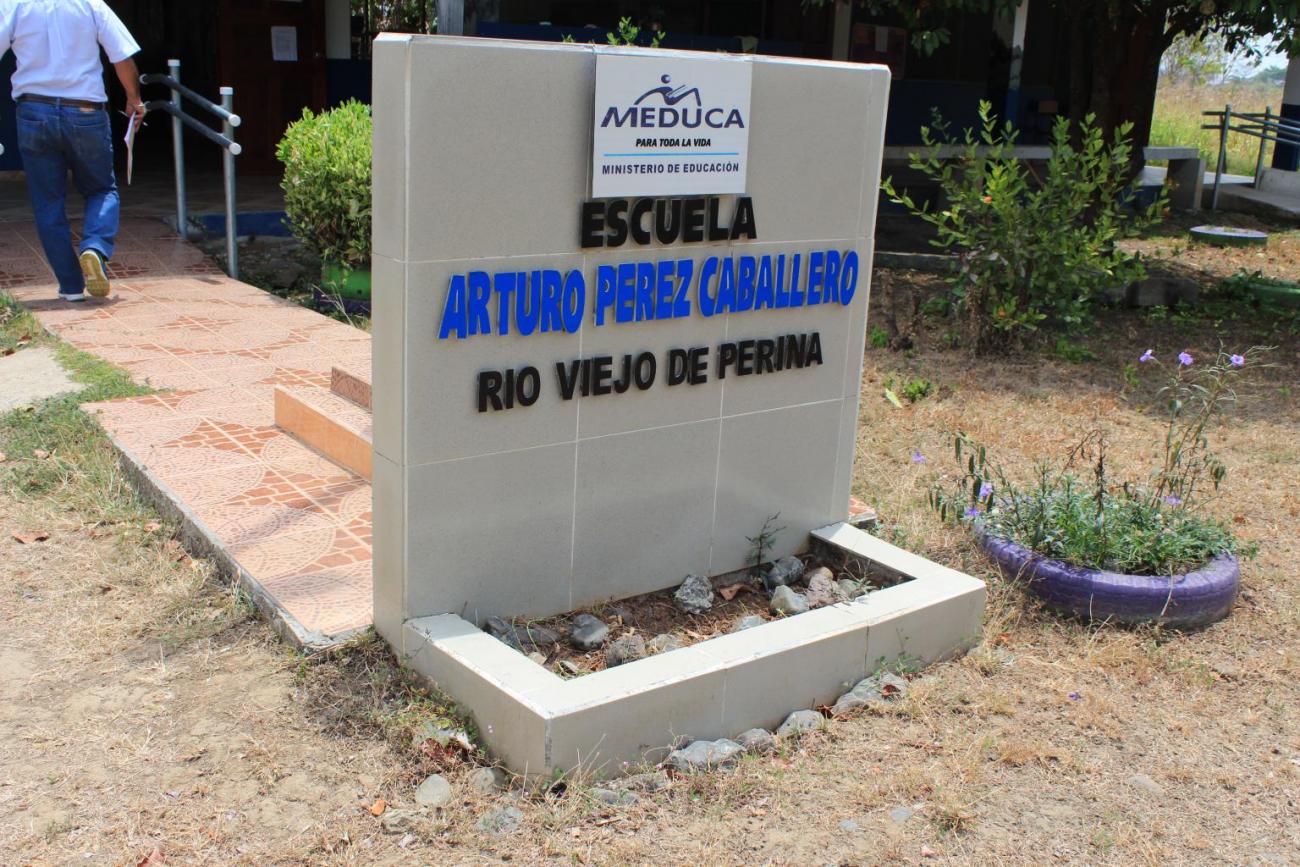 MEDUCA
PARA TODA LA VIDA
MINISTERIO DE EDUCACIÓN
ESCUELA
ARTURO PEREZ CABALLERO
RIO VIEJO DE PERINA